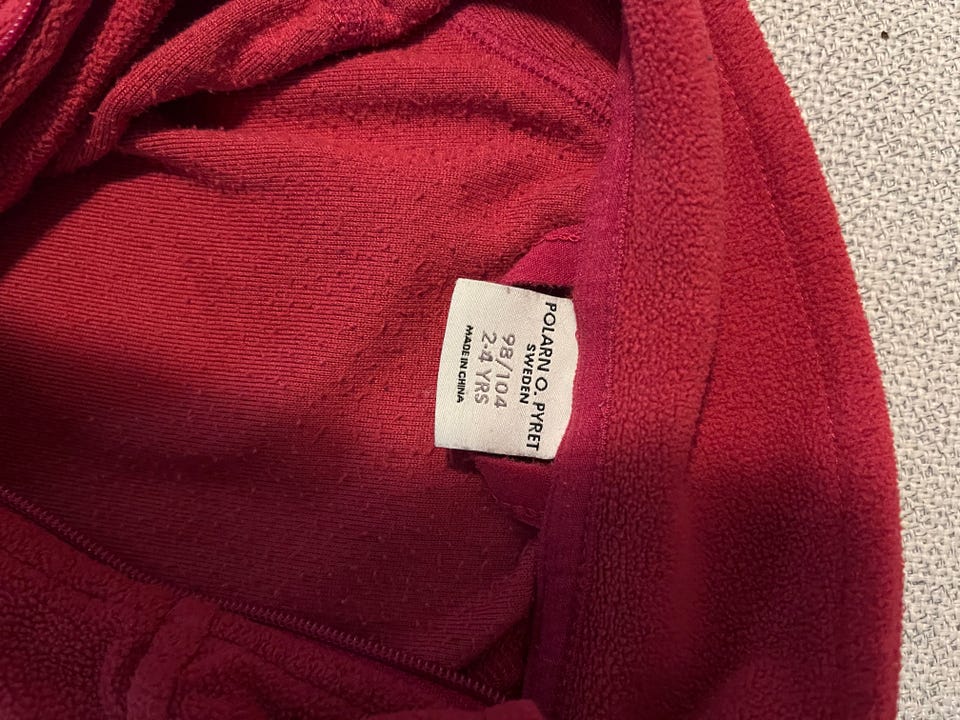 POLARN O. PYRET
SWEDEN
98/104
2-4 YRS
MADE IN CHINA